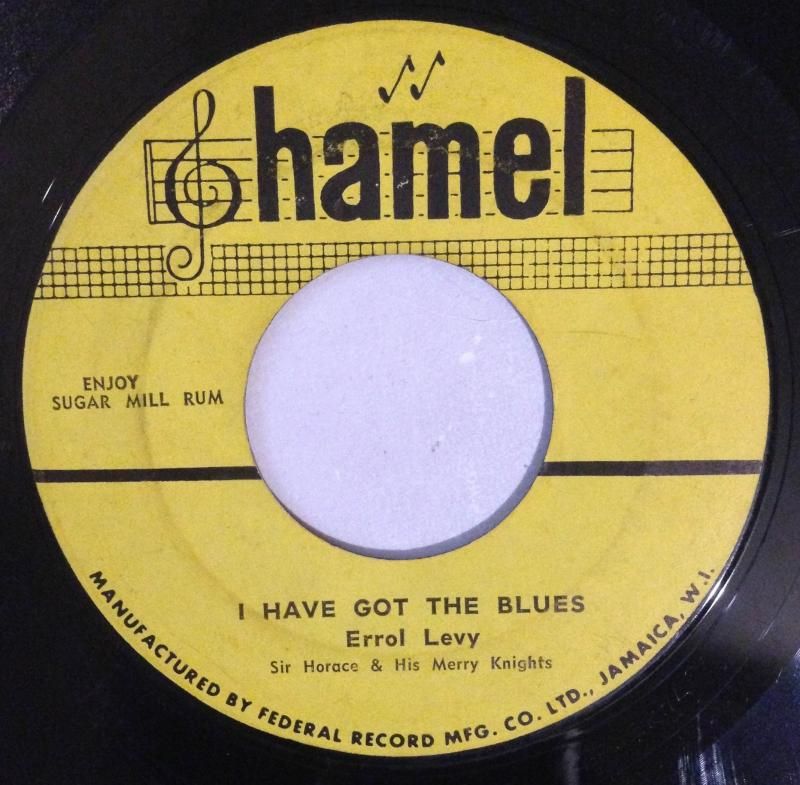 hamel
ENJOY
SUGAR MILL RUM
I HAVE GOT THE BLUES
Errol Levy
Sir Horace & His Merry Knights
MANUFACTURED BY FEDERAL RECORD MFG. CO. LTD., JAMAICA, W.I.